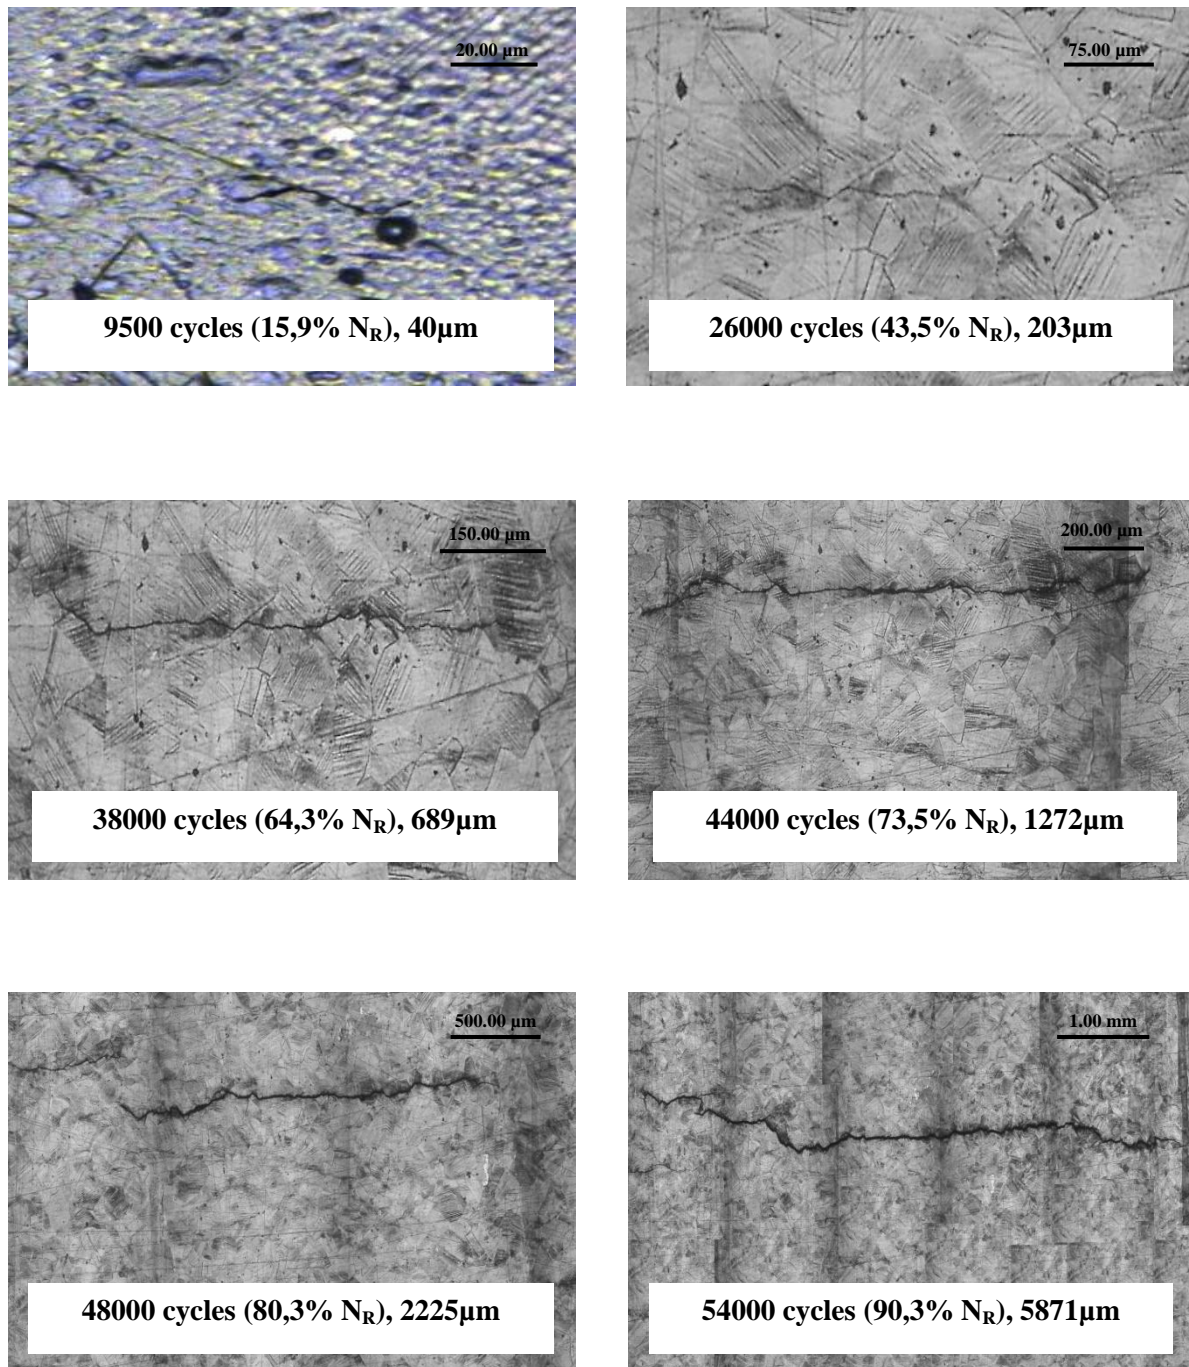 20.00 µm
9500 cycles (15,9% N_R), 40µm
75.00 µm
26000 cycles (43,5% N_R), 203µm
150.00 µm
38000 cycles (64,3% N_R), 689µm
200.00 µm
44000 cycles (73,5% N_R), 1272µm
500.00 µm
48000 cycles (80,3% N_R), 2225µm
1.00 mm
54000 cycles (90,3% N_R), 5871µm